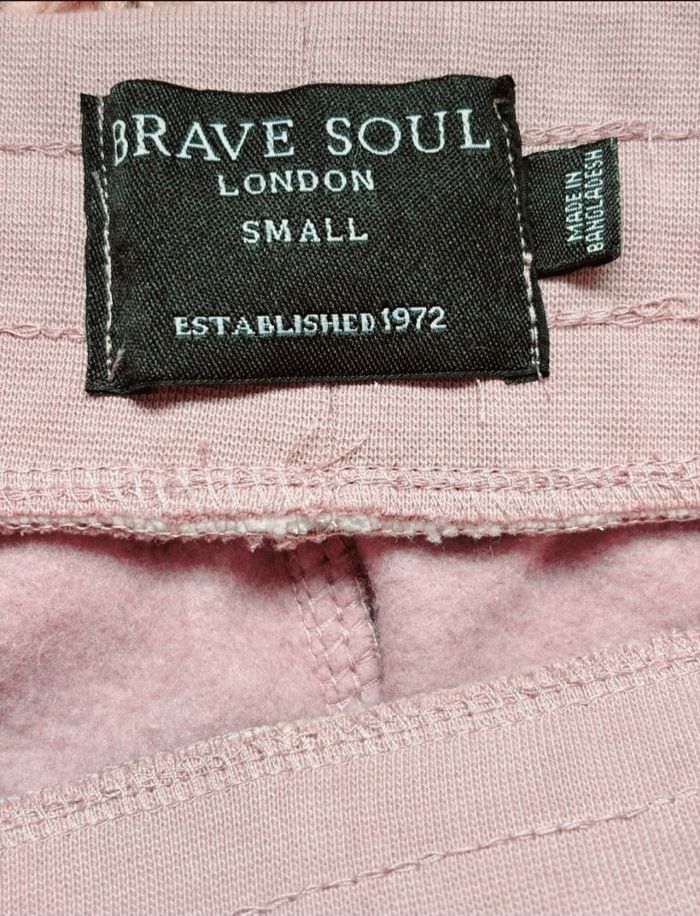 BRAVE SOUL
LONDON
SMALL
ESTABLISHED 1972
MADE IN
BANGLADESH